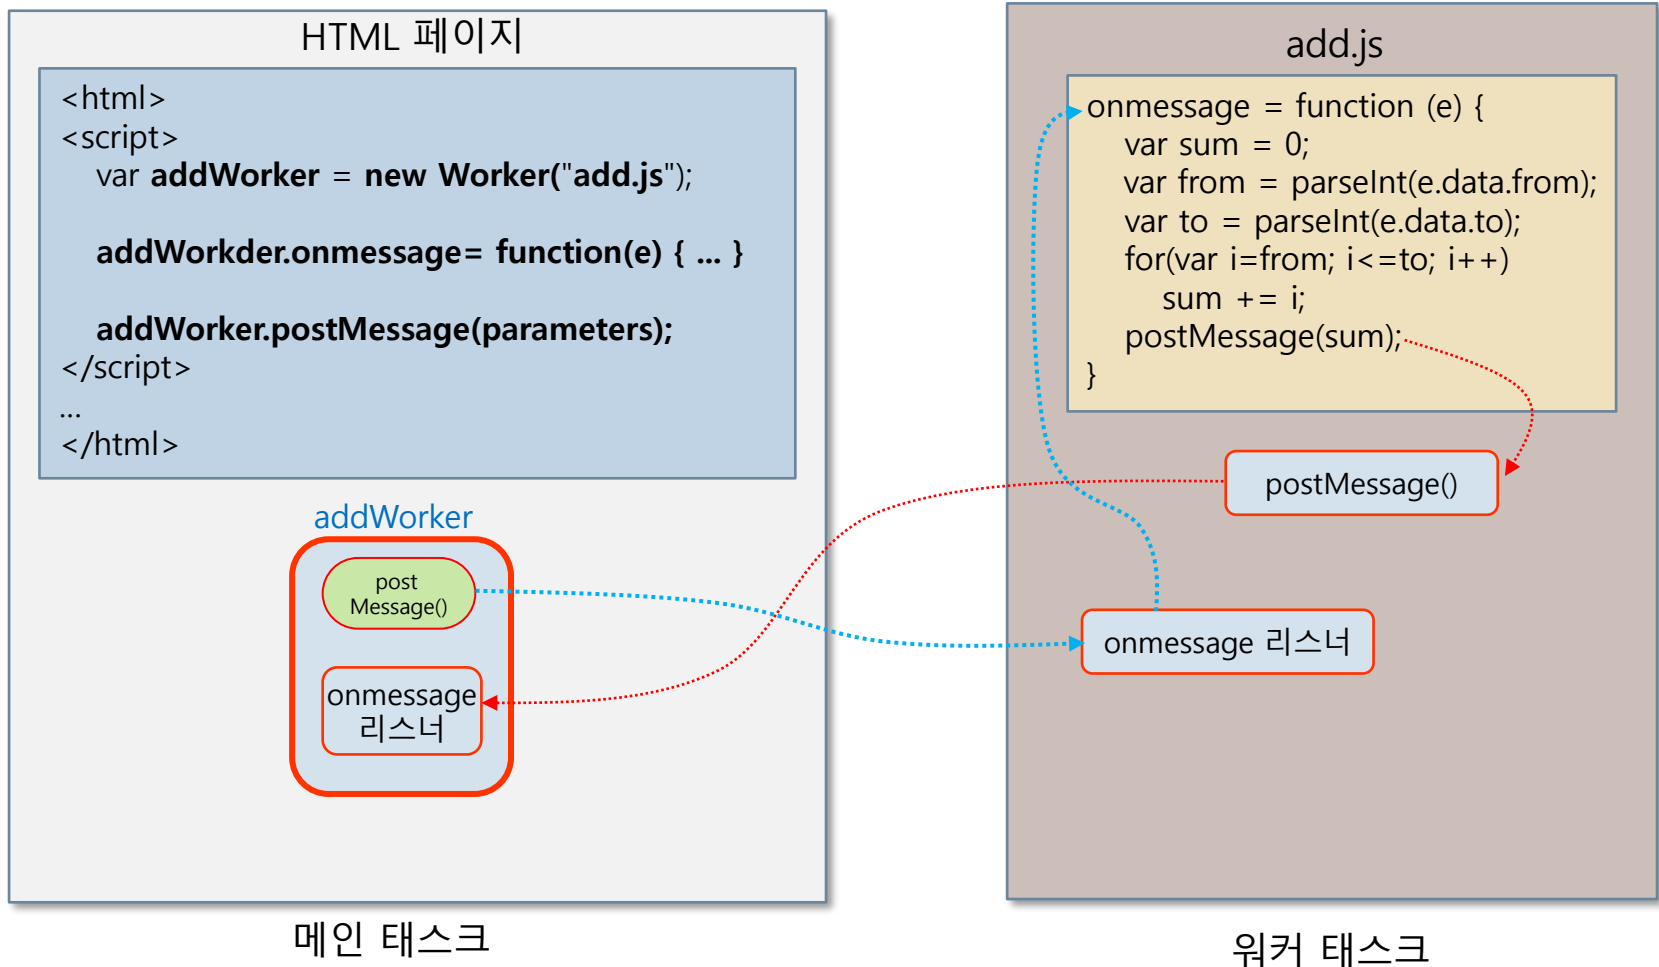 HTML 페이지
<html>
<script>
var addWorker = new Worker("add.js");
addWorkder.onmessage= function(e) { ... }
addWorker.postMessage(parameters);
</script>
...
</html>
addWorker
post
Message()
onmessage
리스너
메인 태스크
add.js
onmessage = function (e) {
var sum = 0;
var from = parseInt(e.data.from);
var to = parseInt(e.data.to);
for(var i=from; i<=to; i++)
sum += i;
postMessage(sum);
}
postMessage()
onmessage 리스너
워커 태스크